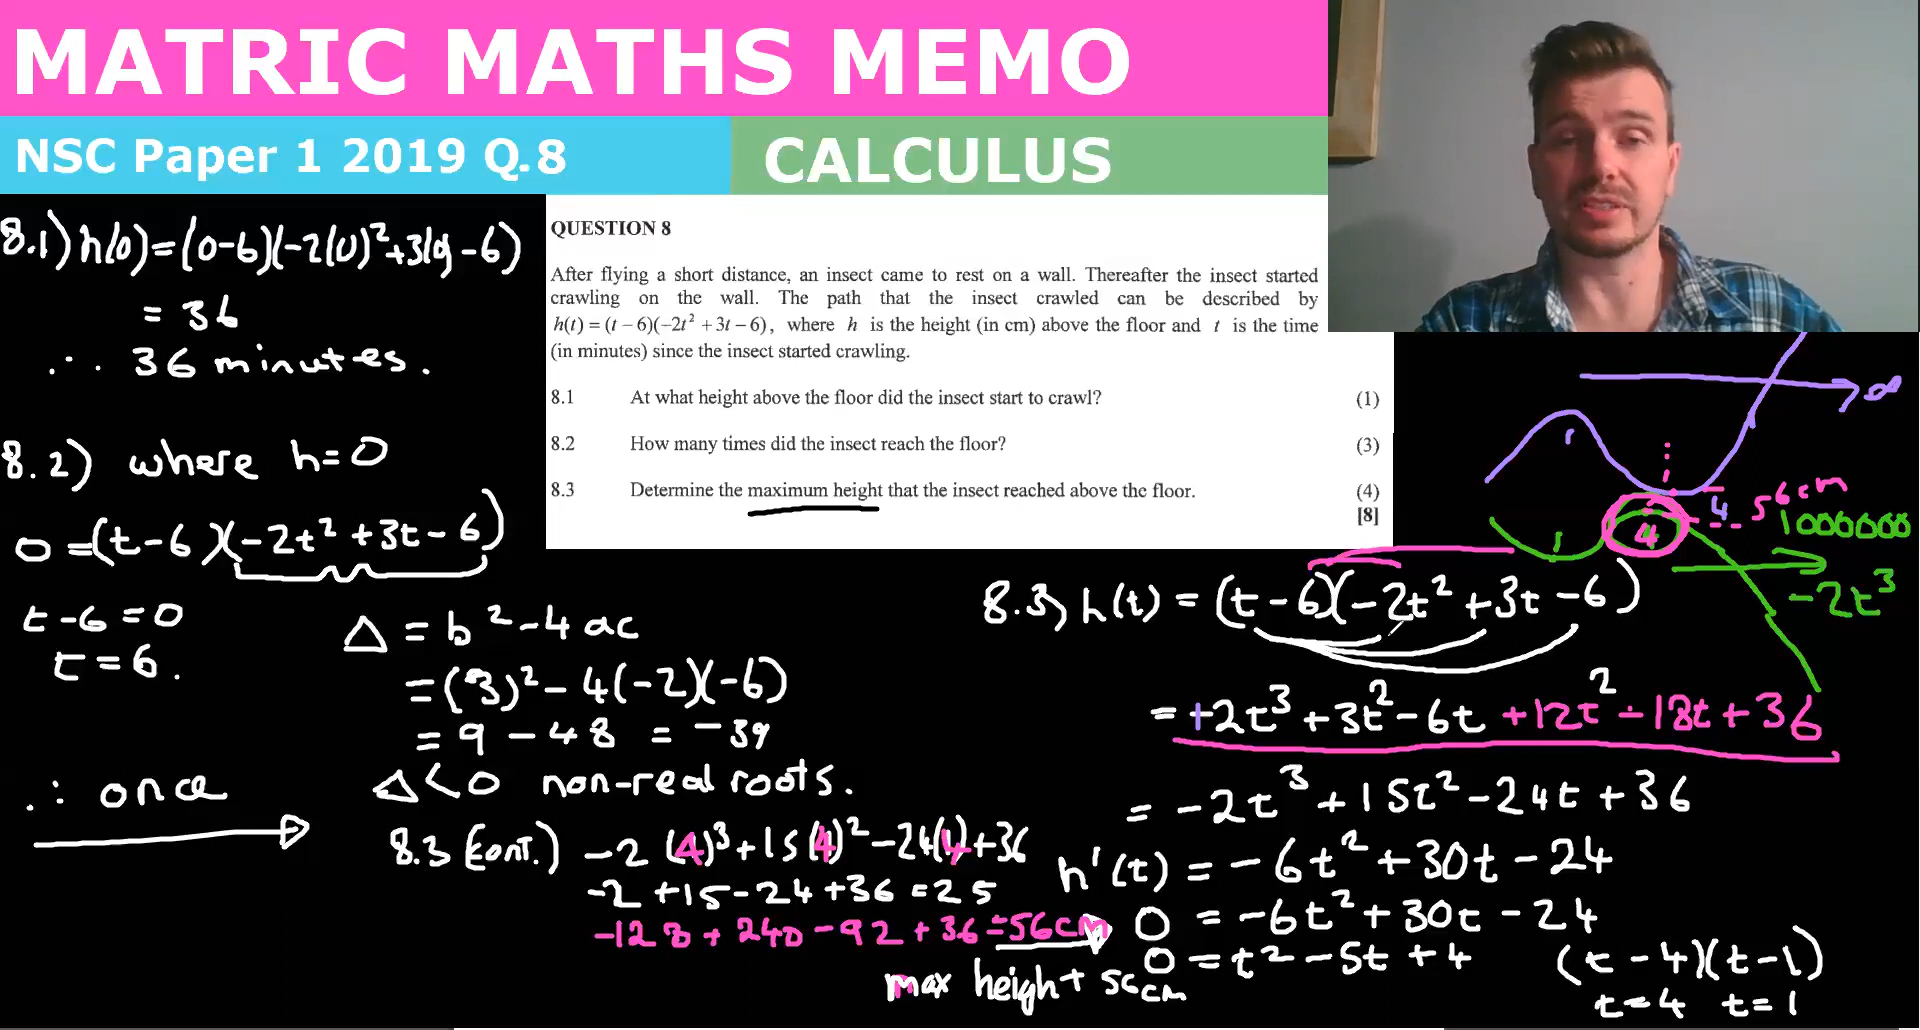 MATRIC MATHS MEMO
NSC Paper 1 2019 Q.8
CALCULUS
8.1) h(0)=(0-6)(-2(0)²+3(0)-6)
= 36
∴ 36 minutes.
8.2) where h=0
0=(t-6)(-2t²+3t-6)
t-6=0
t=6.
Δ = b²-4ac
=(3)²-4(-2)(-6)
= 9 - 48 = -39
Δ<0 non-real roots.
∴ once
QUESTION 8
After flying a short distance, an insect came to rest on a wall. Thereafter the insect started
crawling on the wall. The path that the insect crawled can be described by
h(t) = (t - 6)(-2t² + 3t - 6), where h is the height (in cm) above the floor and t is the time
(in minutes) since the insect started crawling.
8.1 At what height above the floor did the insect start to crawl? (1)
8.2 How many times did the insect reach the floor? (3)
8.3 Determine the maximum height that the insect reached above the floor. (4)
[8]
∞
1
4
56cm
1
4
1000000
-2t³
8.3) h(t) = (t-6)(-2t²+3t-6)
= +2t³+3t²-6t+12t²-18t+36
= -2t³+15t²-24t+36
h'(t) = -6t²+30t-24
0 = -6t²+30t-24
0 = t²-5t+4
(t-4)(t-1)
t=4 t=1
8.3 (cont.) -2(4)³+15(4)²-24(4)+36
-2+15-24+36=25
-128+240-92+36=56cm
max height 56cm